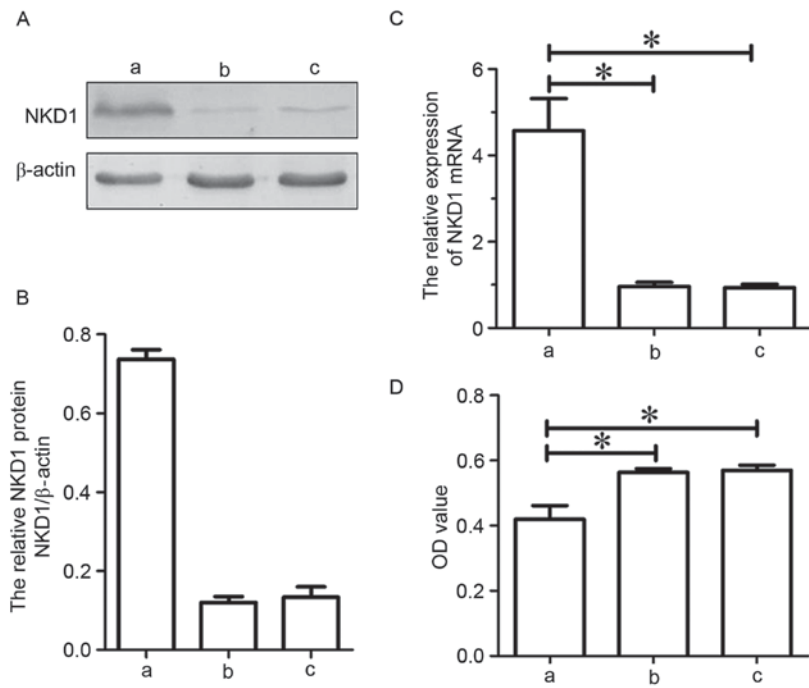 A
a b c
NKD1
β-actin
B
The relative NKD1 protein
NKD1/β-actin
0.8
0.6
0.4
0.2
0.0
a b c
C
* 
*
The relative expression
of NKD1 mRNA
6
4
2
0
a b c
D
*
*
OD value
0.8
0.6
0.4
0.2
0.0
a b c